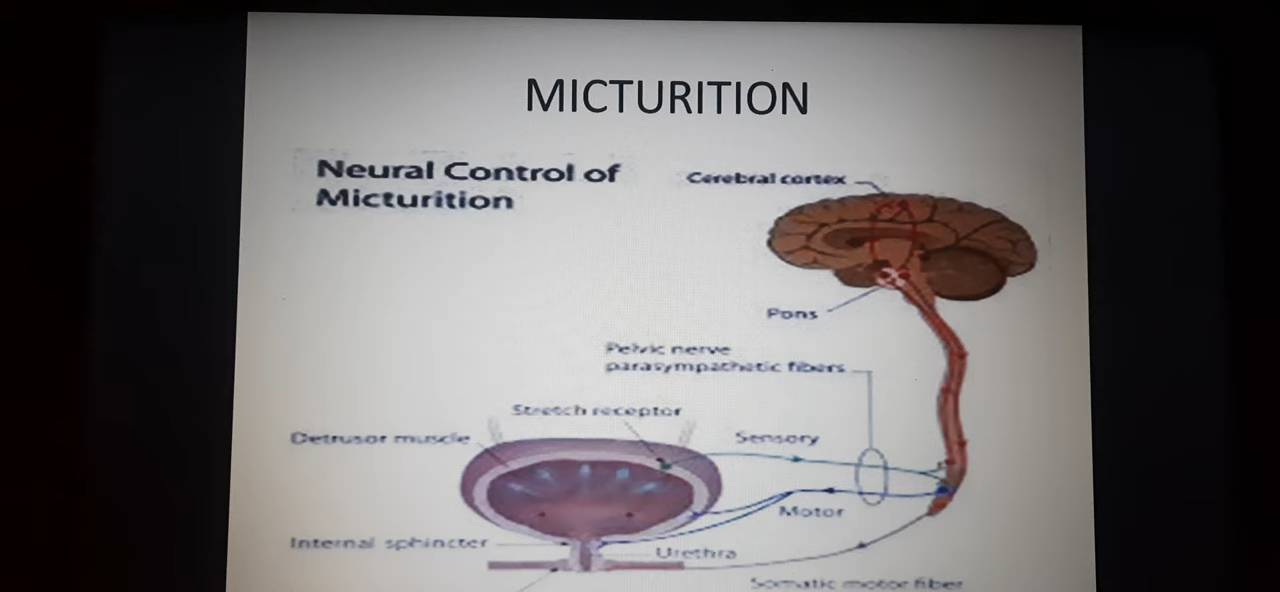 MICTURITION
Neural Control of
Micturition
Cerebral cortex
Pons
Pelvic nerve
parasympathetic fibers
Stretch receptor
Detrusor muscle
Sensory
Motor
Internal sphincter
Urethra
Somatic motor fiber